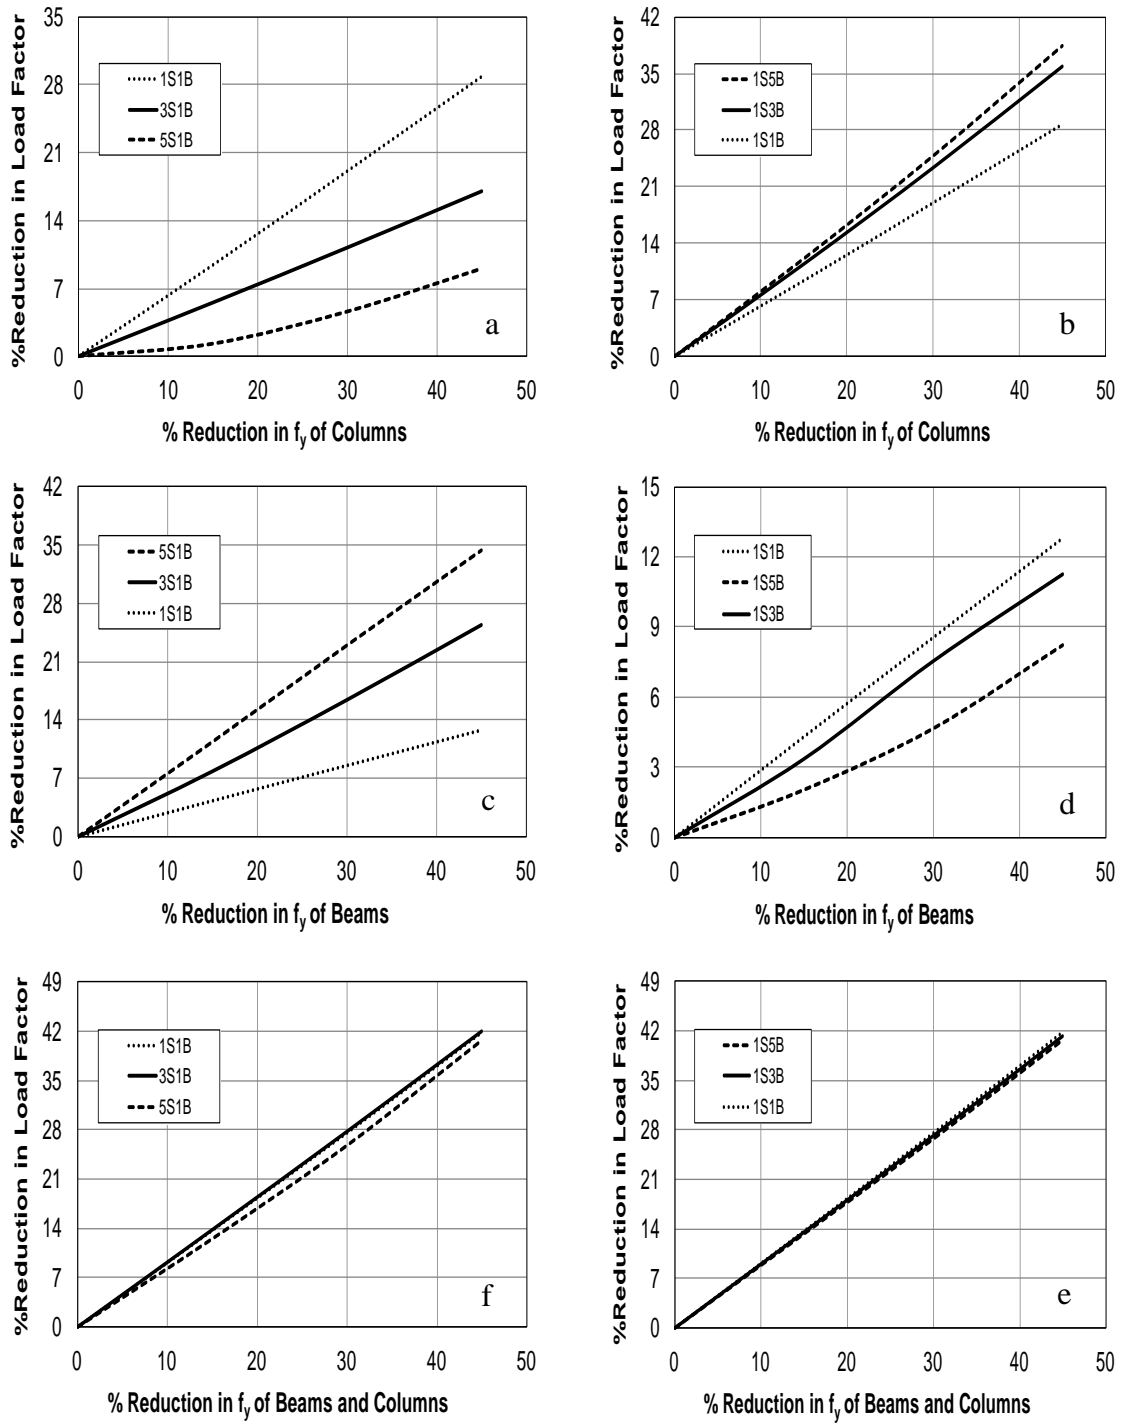 %Reduction in Load Factor
35
28
21
14
7
0
1S1B
3S1B
5S1B
a
0 10 20 30 40 50
% Reduction in fy of Columns
%Reduction in Load Factor
42
35
28
21
14
7
0
1S5B
1S3B
1S1B
b
0 10 20 30 40 50
% Reduction in fy of Columns
%Reduction in Load Factor
42
35
28
21
14
7
0
5S1B
3S1B
1S1B
c
0 10 20 30 40 50
% Reduction in fy of Beams
%Reduction in Load Factor
15
12
9
6
3
0
1S1B
1S5B
1S3B
d
0 10 20 30 40 50
% Reduction in fy of Beams
%Reduction in Load Factor
49
42
35
28
21
14
7
0
1S1B
3S1B
5S1B
f
0 10 20 30 40 50
% Reduction in fy of Beams and Columns
%Reduction in Load Factor
49
42
35
28
21
14
7
0
1S5B
1S3B
1S1B
e
0 10 20 30 40 50
% Reduction in fy of Beams and Columns